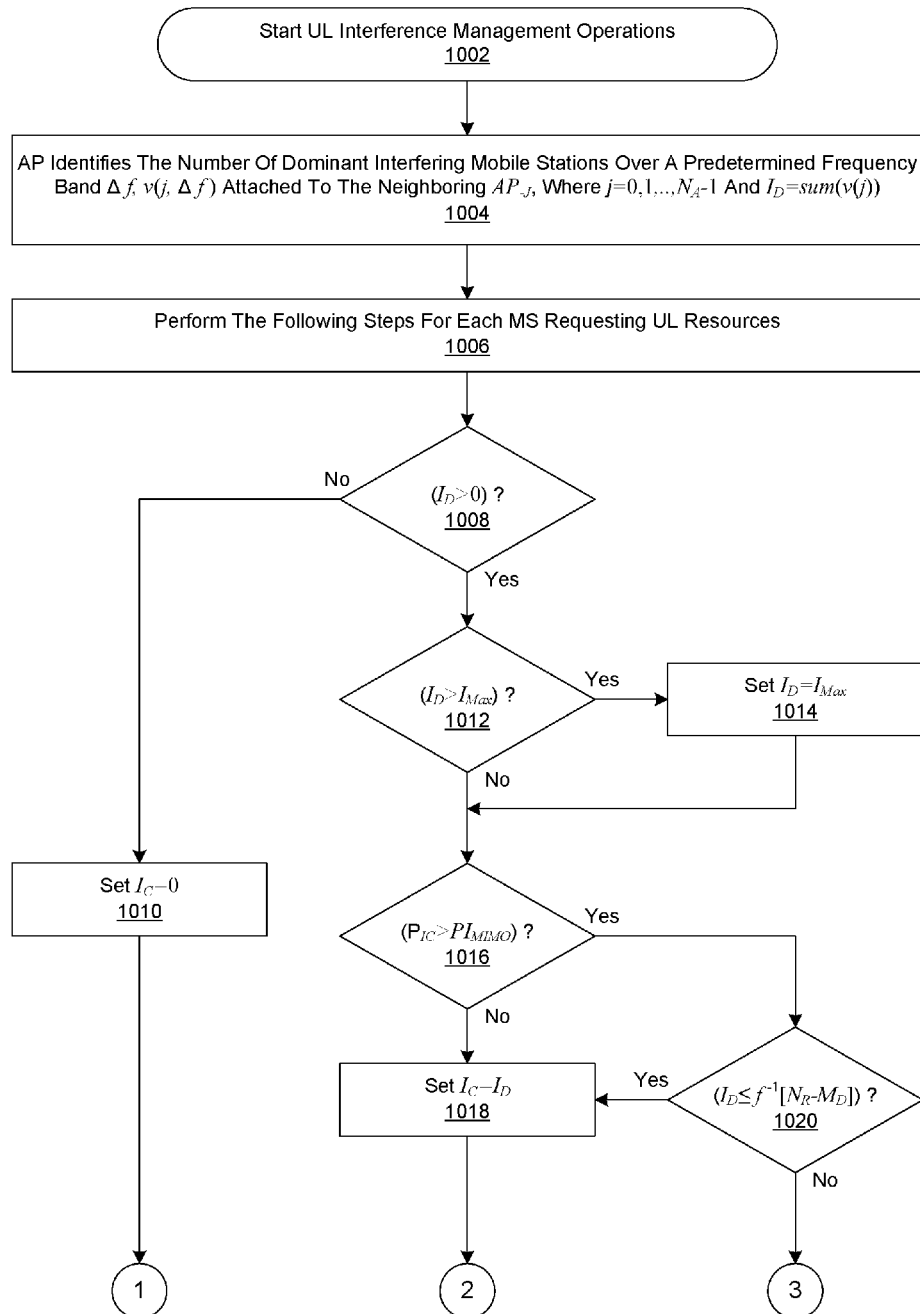 Start UL Interference Management Operations
1002
AP Identifies The Number Of Dominant Interfering Mobile Stations Over A Predetermined Frequency
Band Δ f, v(j, Δ f ) Attached To The Neighboring AP-J, Where j=0,1,..,NA-1 And ID=sum(v(j))
1004
Perform The Following Steps For Each MS Requesting UL Resources
1006
No
(ID>0) ?
1008
Yes
(ID>IMax) ?
1012
Yes
Set ID=IMax
1014
No
Set IC–0
1010
(PIC>PIMIMO) ?
1016
Yes
No
Set IC–ID
1018
Yes
(ID≤f⁻¹[NR-MD]) ?
1020
No
1
2
3